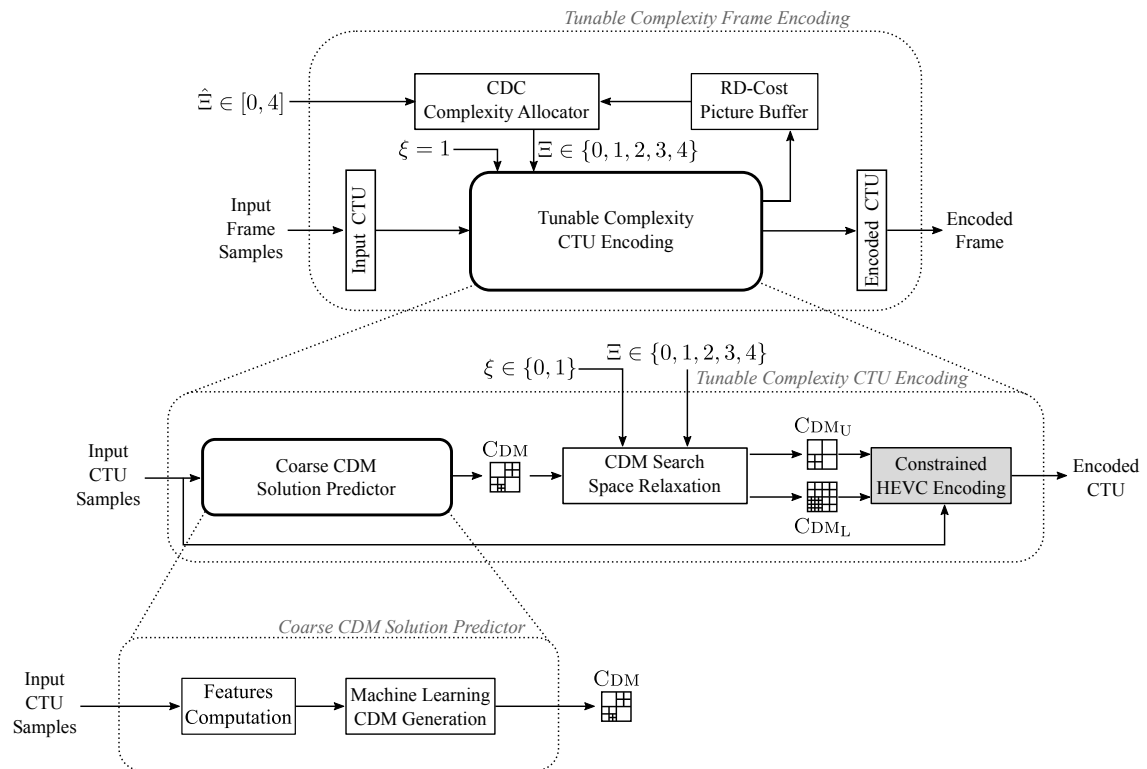 Tunable Complexity Frame Encoding
CDC
Complexity Allocator
RD-Cost
Picture Buffer
Ξ̂ ∈ [0, 4]
ξ = 1
Ξ ∈ {0, 1, 2, 3, 4}
Input
Frame
Samples
Input CTU
Tunable Complexity
CTU Encoding
Encoded CTU
Encoded
Frame
Ξ ∈ {0, 1, 2, 3, 4}
ξ ∈ {0, 1}
Tunable Complexity CTU Encoding
Input
CTU
Samples
Coarse CDM
Solution Predictor
CDM
CDM Search
Space Relaxation
CDM_U
CDM_L
Constrained
HEVC Encoding
Encoded
CTU
Coarse CDM Solution Predictor
Input
CTU
Samples
Features
Computation
Machine Learning
CDM Generation
CDM